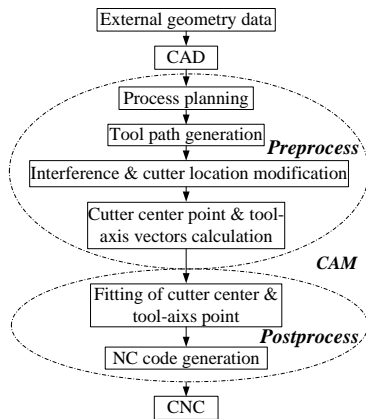 External geometry data
CAD
Process planning
Tool path generation
Preprocess
Interference & cutter location modification
Cutter center point & tool-
axis vectors calculation
CAM
Fitting of cutter center &
tool-aixs point
Postprocess
NC code generation
CNC